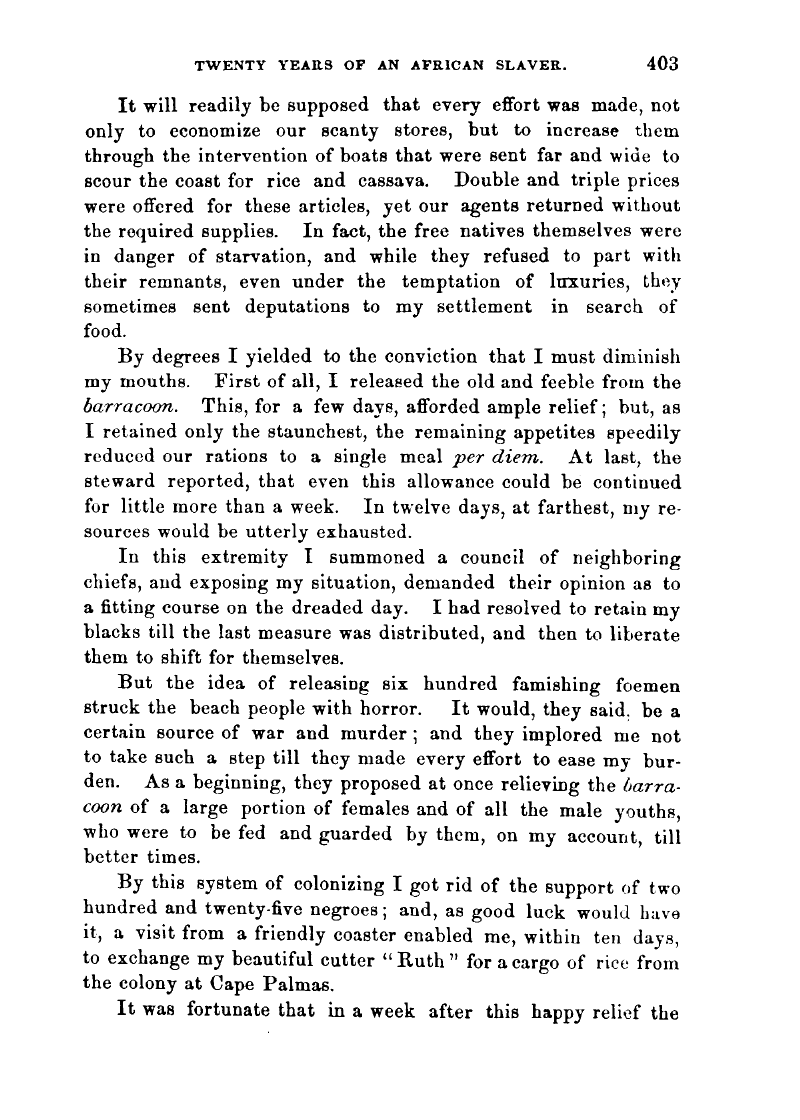 TWENTY YEARS OF AN AFRICAN SLAVER. 403
It will readily be supposed that every effort was made, not
only to economize our scanty stores, but to increase them
through the intervention of boats that were sent far and wide to
scour the coast for rice and cassava. Double and triple prices
were offered for these articles, yet our agents returned without
the required supplies. In fact, the free natives themselves were
in danger of starvation, and while they refused to part with
their remnants, even under the temptation of luxuries, they
sometimes sent deputations to my settlement in search of
food.
By degrees I yielded to the conviction that I must diminish
my mouths. First of all, I released the old and feeble from the
barracoon. This, for a few days, afforded ample relief; but, as
I retained only the staunchest, the remaining appetites speedily
reduced our rations to a single meal per diem. At last, the
steward reported, that even this allowance could be continued
for little more than a week. In twelve days, at farthest, my re-
sources would be utterly exhausted.
In this extremity I summoned a council of neighboring
chiefs, and exposing my situation, demanded their opinion as to
a fitting course on the dreaded day. I had resolved to retain my
blacks till the last measure was distributed, and then to liberate
them to shift for themselves.
But the idea of releasing six hundred famishing foemen
struck the beach people with horror. It would, they said, be a
certain source of war and murder; and they implored me not
to take such a step till they made every effort to ease my bur-
den. As a beginning, they proposed at once relieving the barra-
coon of a large portion of females and of all the male youths,
who were to be fed and guarded by them, on my account, till
better times.
By this system of colonizing I got rid of the support of two
hundred and twenty-five negroes; and, as good luck would have
it, a visit from a friendly coaster enabled me, within ten days,
to exchange my beautiful cutter "Ruth" for a cargo of rice from
the colony at Cape Palmas.
It was fortunate that in a week after this happy relief the